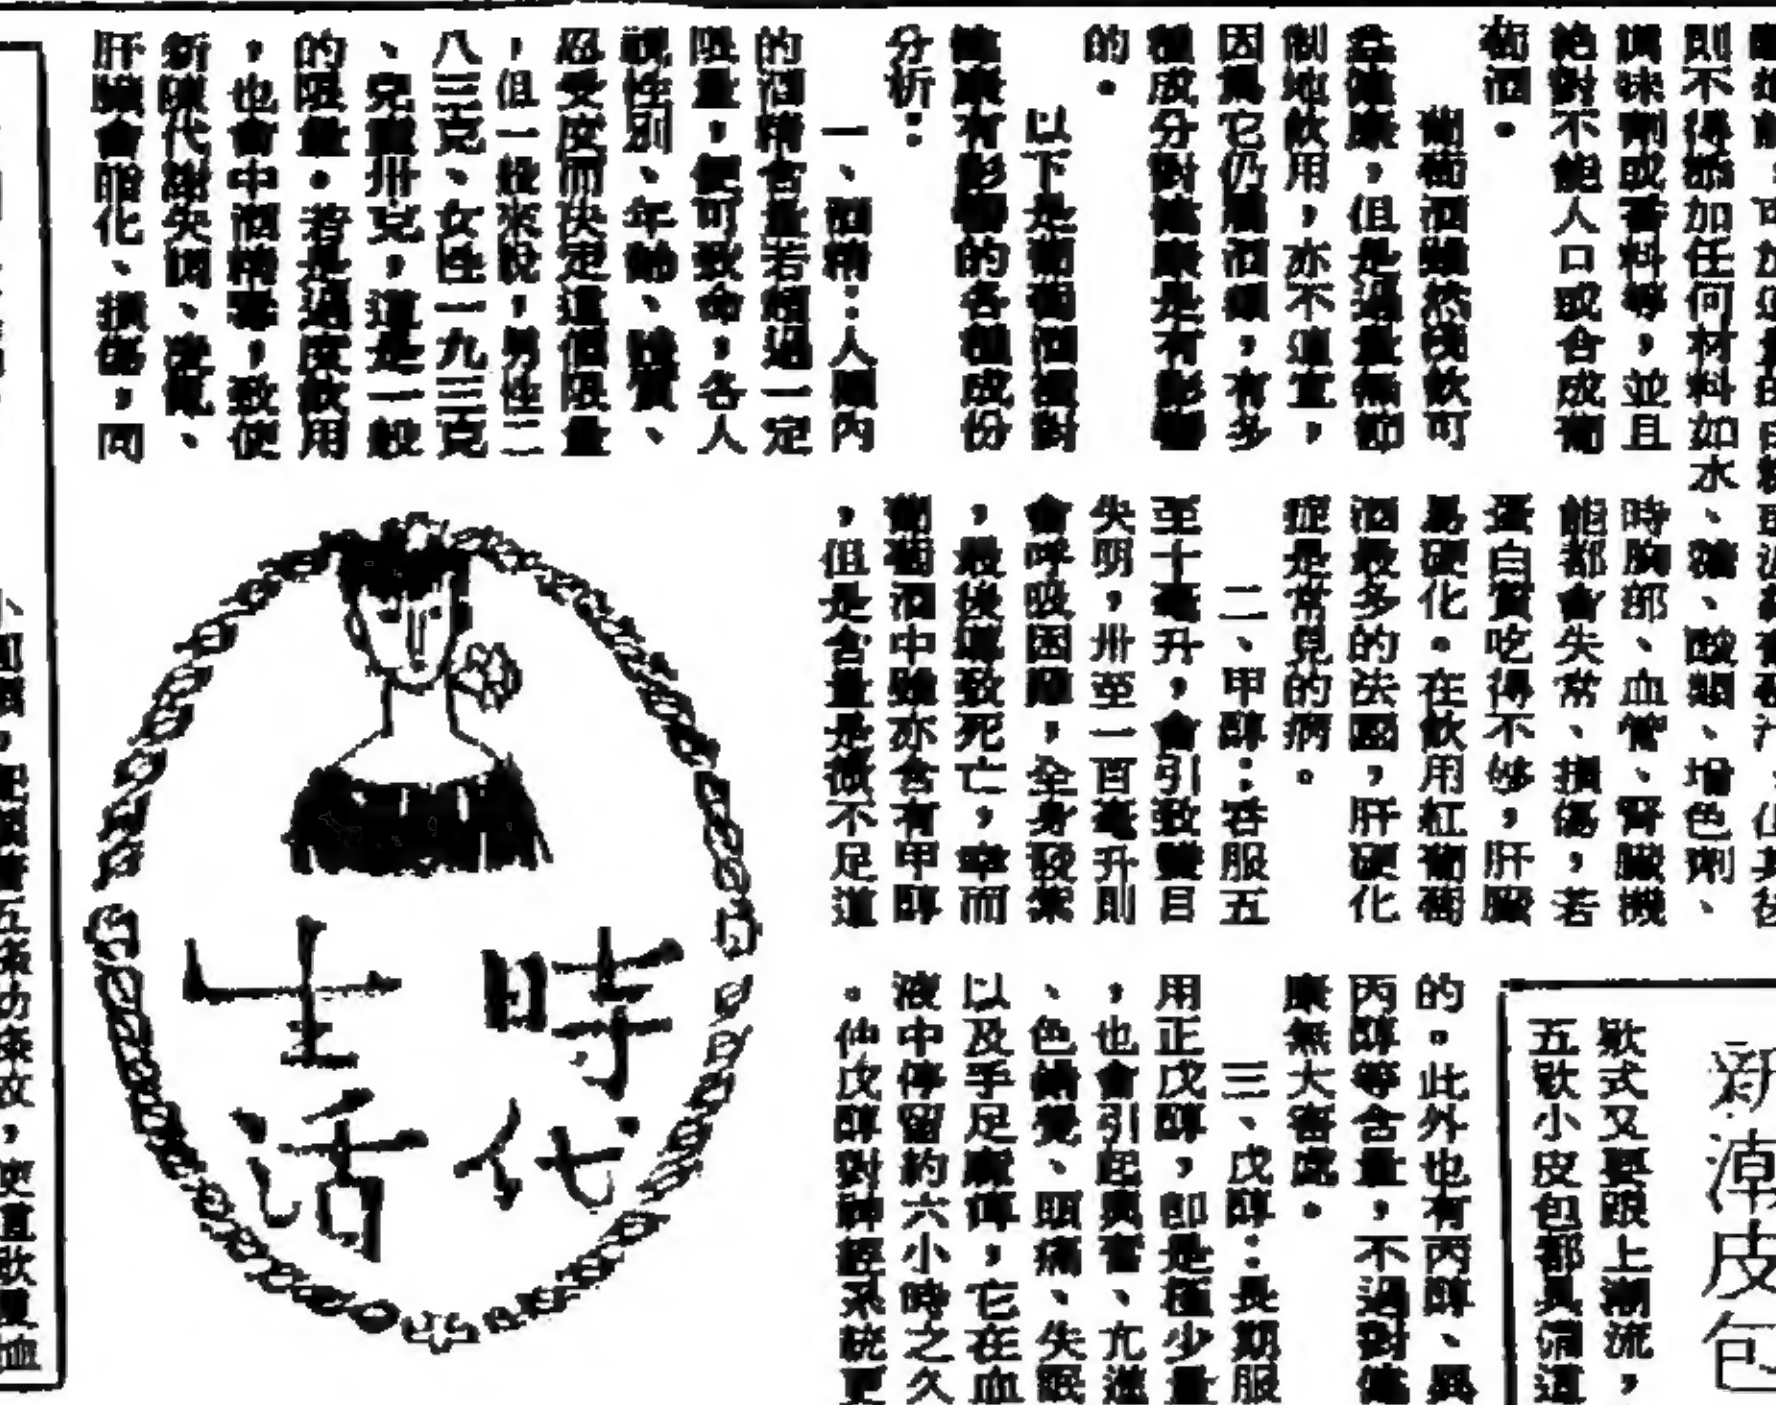 則不得添加任何材料如水、糖、酸類、增色劑、
調味劑或香料等，並且
絕對不能人口或合成葡
萄酒。
葡萄酒雖然淺飲可
益健康，但是過量無節
制地飲用，亦不適宜，
因爲它仍屬酒類，有多
種成分對健康是有影響
的。
以下是葡萄酒裡對
健康有影響的各種成份
分析：
一、酒精：人體內
的酒精含量若超過一定
限量，便可致命，各人
視性別、年齡、體質、
忍受度而決定這個限量
，但一般來說，男性二
八三克、女性一九三克
、兒童卅克，這是一般
的限量。若是過度飲用
，也會中酒精毒，致使
新陳代謝失調、混亂、
肝臟會脂化、損傷，同
時胸部、血管、腎臟機
能都會失常、損傷，若
蛋白質吃得不够，肝臟
易硬化。在飲用紅葡萄
酒最多的法國，肝硬化
症是常見的病。
二、甲醇：吞服五
至十毫升，會引致雙目
失明，卅至一百毫升則
會呼吸困難，全身發紫
，最後導致死亡，幸而
葡萄酒中雖亦含有甲醇
，但是含量是微不足道
的。此外也有丙醇、異
丙醇等含量，不過對健
康無大害處。
三、戊醇：長期服
用正戊醇，即是極少量
，也會引起興奮、亢進
、色錯覺、頭痛、失眠
以及手足震慄，它在血
液中停留約六小時之久
。仲戊醇對神經系統更
時代
生活
新潮皮包
款式又要跟上潮流，
五款小皮包都具備這